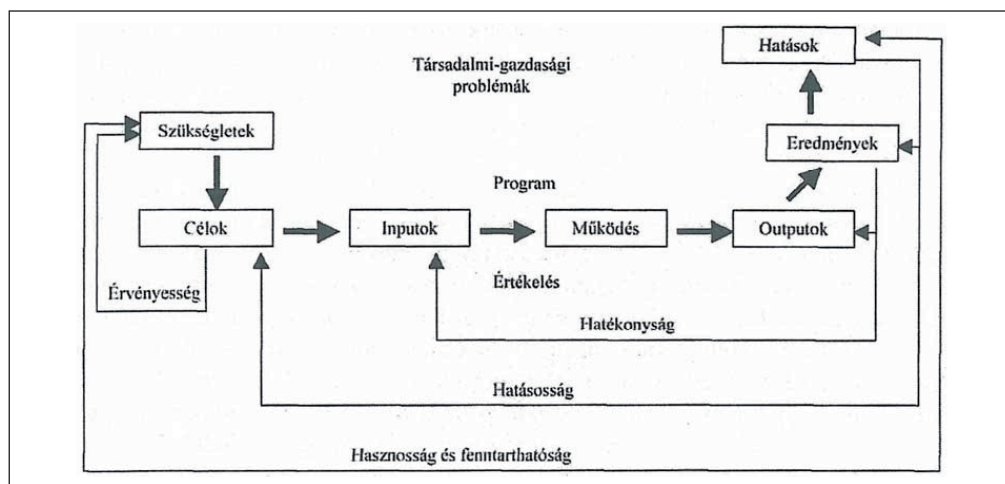 Hatások
Társadalmi-gazdasági
problémák
Szükségletek
Eredmények
Program
Célok
Inputok
Működés
Outputok
Értékelés
Érvényesség
Hatékonyság
Hatásosság
Hasznosság és fenntarthatóság